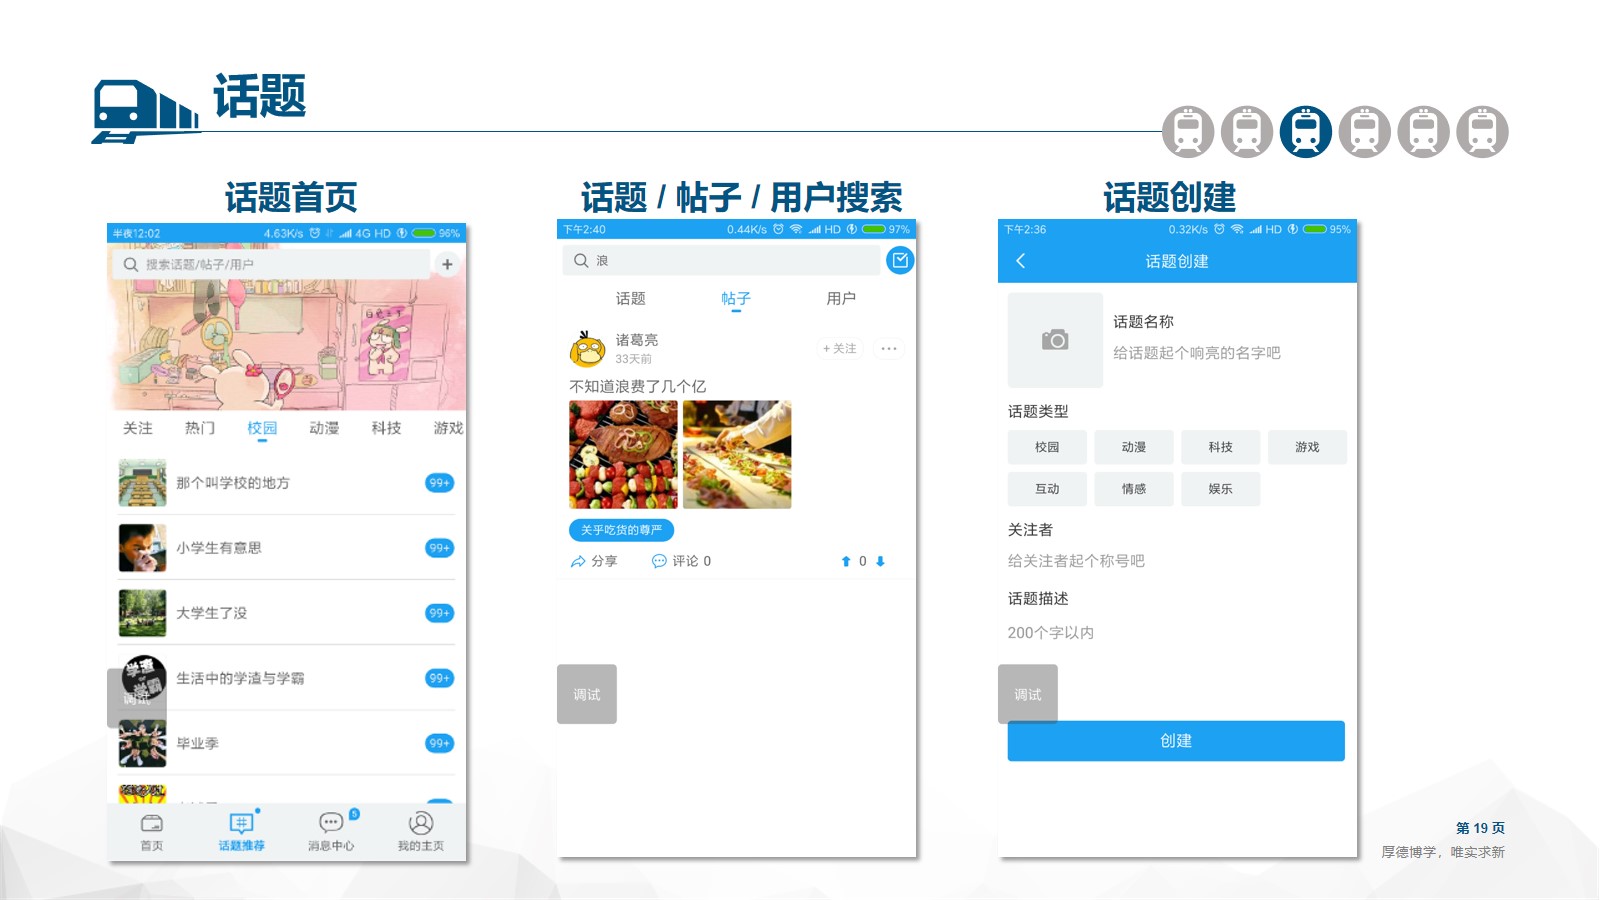 话题
话题首页
半夜12:02 4.63K/s 4G HD 96%
搜索话题/帖子/用户 +
关注 热门 校园 动漫 科技 游戏
那个叫学校的地方 99+
小学生有意思 99+
大学生了没 99+
学渣
or
学霸
生活中的学渣与学霸 99+
调试
毕业季 99+
首页 话题推荐 消息中心 5 我的主页
话题 / 帖子 / 用户搜索
下午2:40 0.44K/s HD 97%
浪
话题 帖子 用户
诸葛亮
33天前
+ 关注 ···
不知道浪费了几个亿
关乎吃货的尊严
分享 评论 0 0
调试
话题创建
下午2:36 0.32K/s HD 95%
话题创建
话题名称
给话题起个响亮的名字吧
话题类型
校园 动漫 科技 游戏
互动 情感 娱乐
关注者
给关注者起个称号吧
话题描述
200个字以内
调试
创建
第 19 页
厚德博学，唯实求新